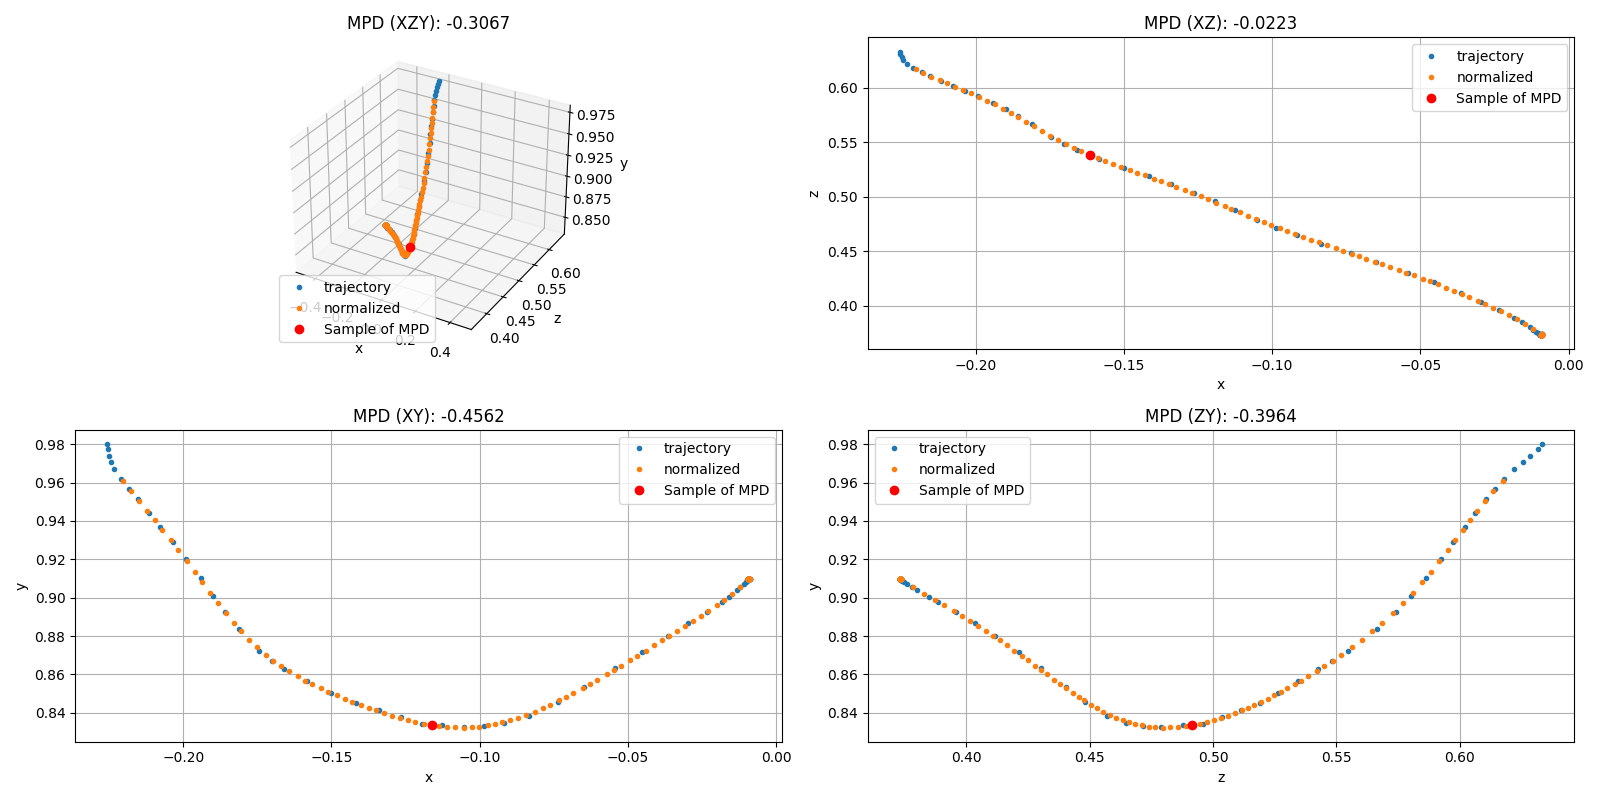 MPD (XZY): -0.3067
0.975
0.950
0.925
y
0.900
0.875
0.850
0.60
0.55
0.50
z
0.45
0.40
−0.4
−0.2
0.2
0.4
x
trajectory
normalized
Sample of MPD
MPD (XZ): -0.0223
trajectory
normalized
Sample of MPD
0.60
0.55
z
0.50
0.45
0.40
−0.20 −0.15 −0.10 −0.05 0.00
x
MPD (XY): -0.4562
trajectory
normalized
Sample of MPD
0.98
0.96
0.94
0.92
y
0.90
0.88
0.86
0.84
−0.20 −0.15 −0.10 −0.05 0.00
x
MPD (ZY): -0.3964
trajectory
normalized
Sample of MPD
0.98
0.96
0.94
0.92
y
0.90
0.88
0.86
0.84
0.40 0.45 0.50 0.55 0.60
z